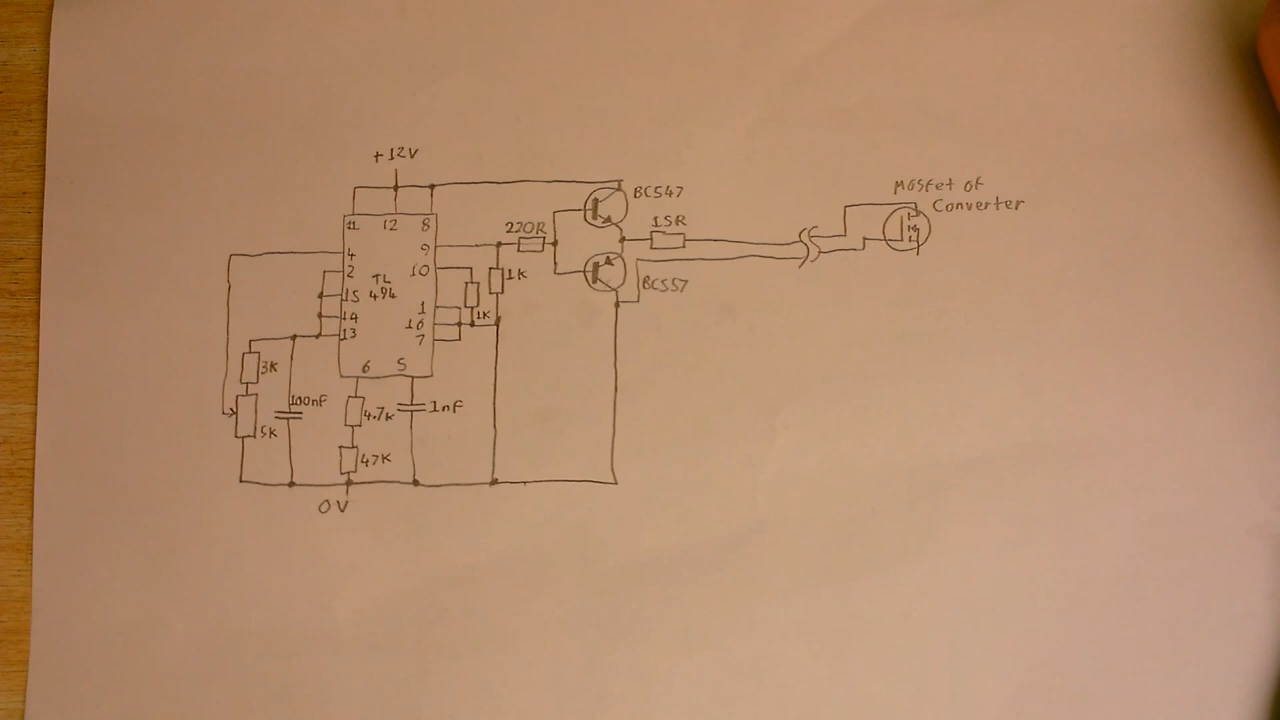 +12V
Mosfet of
Converter
BC547
11 12 8
220R
15R
4
9
2
10
1K
TL
494
15
1
1K
BC557
14
16
13
7
3K
6 5
100nF
4.7K
1nF
5K
47K
0V